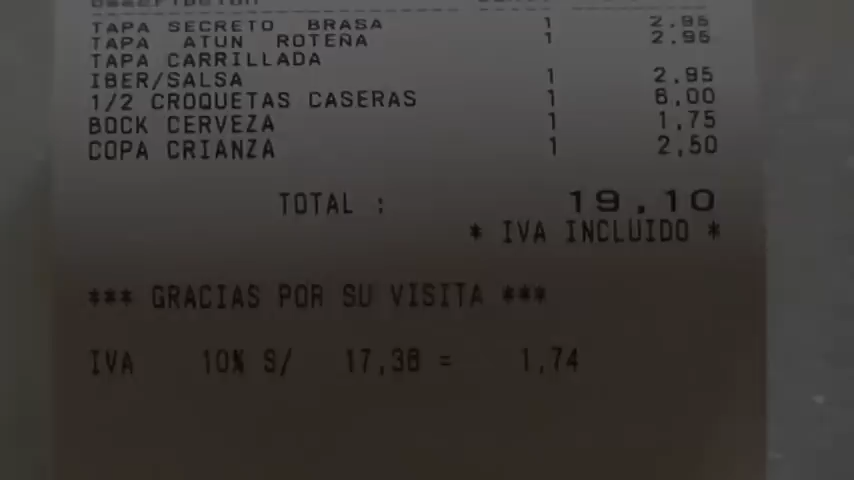 TAPA SECRETO BRASA 1 2.95
TAPA ATUN ROTEÑA 1 2.95
TAPA CARRILLADA
IBER/SALSA 1 2.95
1/2 CROQUETAS CASERAS 1 6,00
BOCK CERVEZA 1 1,75
COPA CRIANZA 1 2,50
TOTAL : 19,10
* IVA INCLUIDO *
*** GRACIAS POR SU VISITA ***
IVA 10% S/ 17,36 = 1,74